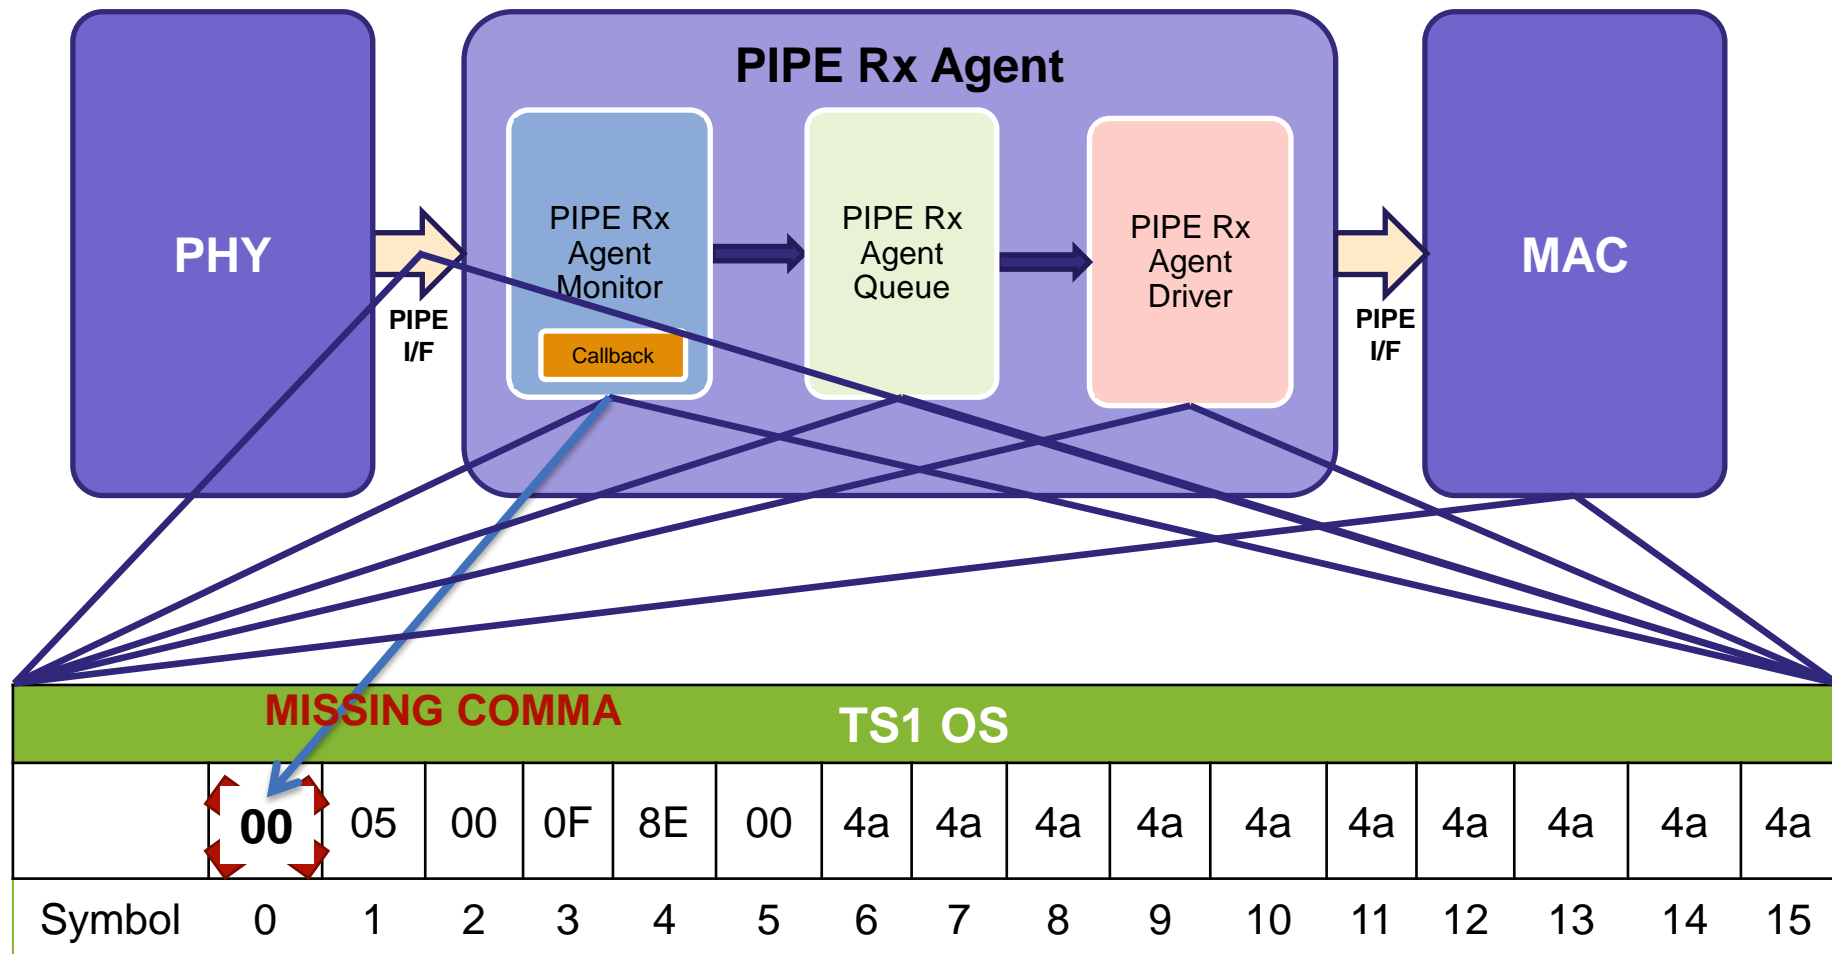 PIPE Rx Agent
PHY
PIPE
I/F
PIPE Rx
Agent
Monitor
Callback
PIPE Rx
Agent
Queue
PIPE Rx
Agent
Driver
PIPE
I/F
MAC
MISSING COMMA
TS1 OS
00 05 00 0F 8E 00 4a 4a 4a 4a 4a 4a 4a 4a 4a 4a
Symbol 0 1 2 3 4 5 6 7 8 9 10 11 12 13 14 15